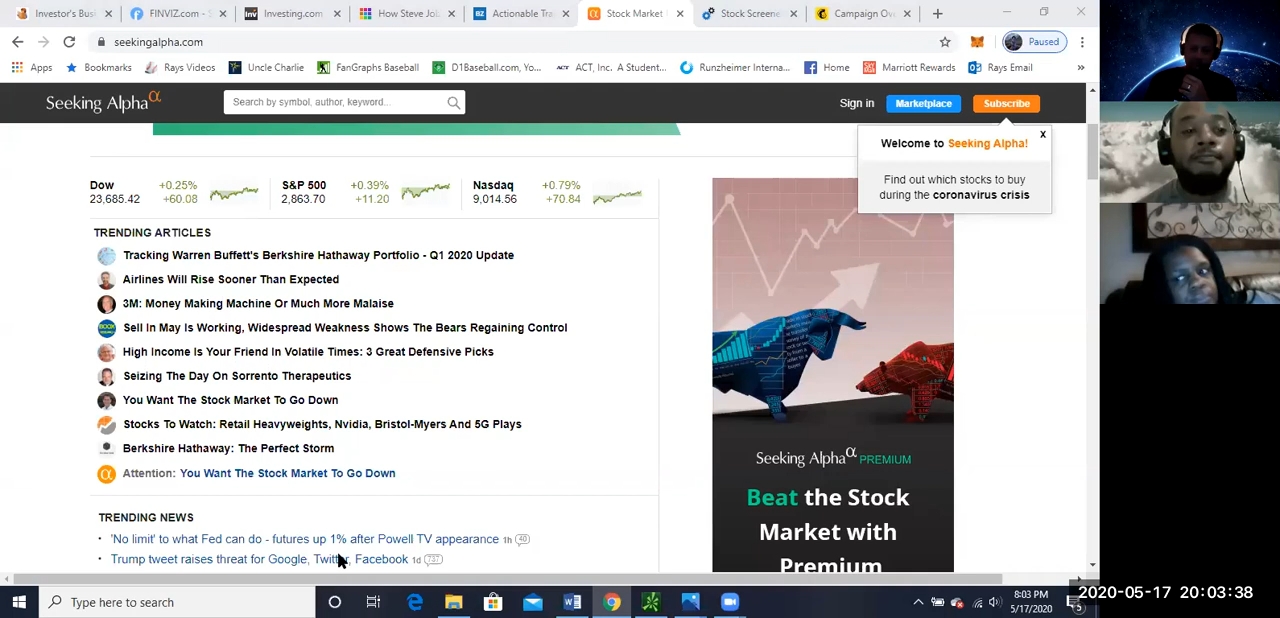 Investor's Busi
FINVIZ.com - S
Investing.com
How Steve Jol
Actionable Tra
Stock Market
Stock Screene
Campaign Ov
seekingalpha.com
Paused
Apps
Bookmarks
Rays Videos
Uncle Charlie
FanGraphs Baseball
D1Baseball.com, Yo...
ACT, Inc. A Student...
Runzheimer Interna...
Home
Marriott Rewards
Rays Email
»
Seeking Alpha α
Search by symbol, author, keyword...
Sign in
Marketplace
Subscribe
Welcome to Seeking Alpha!
x
Find out which stocks to buy
during the coronavirus crisis
Dow +0.25% S&P 500 +0.39% Nasdaq +0.79%
23,685.42 +60.08 2,863.70 +11.20 9,014.56 +70.84
TRENDING ARTICLES
Tracking Warren Buffett's Berkshire Hathaway Portfolio - Q1 2020 Update
Airlines Will Rise Sooner Than Expected
3M: Money Making Machine Or Much More Malaise
Sell In May Is Working, Widespread Weakness Shows The Bears Regaining Control
High Income Is Your Friend In Volatile Times: 3 Great Defensive Picks
Seizing The Day On Sorrento Therapeutics
You Want The Stock Market To Go Down
Stocks To Watch: Retail Heavyweights, Nvidia, Bristol-Myers And 5G Plays
Berkshire Hathaway: The Perfect Storm
Attention: You Want The Stock Market To Go Down
TRENDING NEWS
'No limit' to what Fed can do - futures up 1% after Powell TV appearance 1h 40
Trump tweet raises threat for Google, Twitter, Facebook 1d 737
Seeking Alpha α PREMIUM
Beat the Stock
Market with
Premium
Type here to search
8:03 PM
5/17/2020
5
2020-05-17 20:03:38